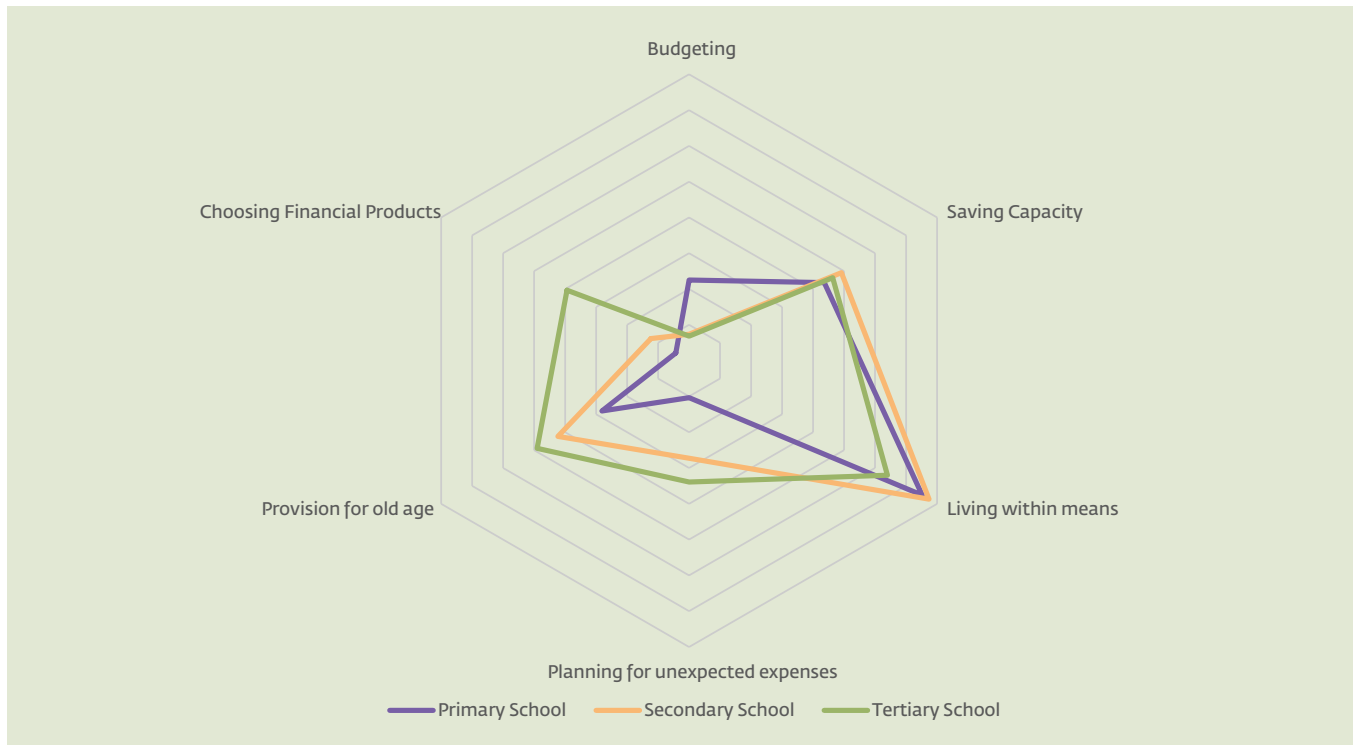 Budgeting
Choosing Financial Products
Saving Capacity
Provision for old age
Living within means
Planning for unexpected expenses
Primary School
Secondary School
Tertiary School